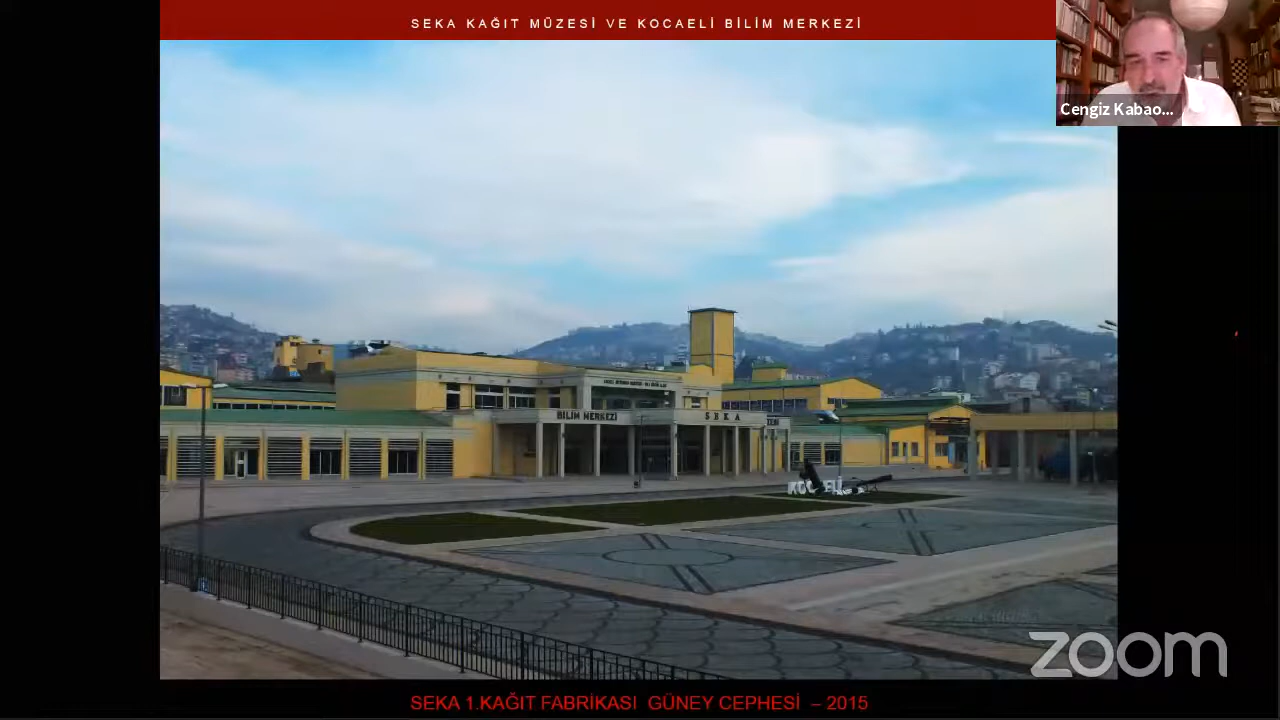 SEKA KAĞIT MÜZESİ VE KOCAELİ BİLİM MERKEZİ
Cengiz Kabao...
BİLİM MERKEZİ
SEKA
KOCAELİ
zoom
SEKA 1.KAĞIT FABRİKASI GÜNEY CEPHESİ – 2015